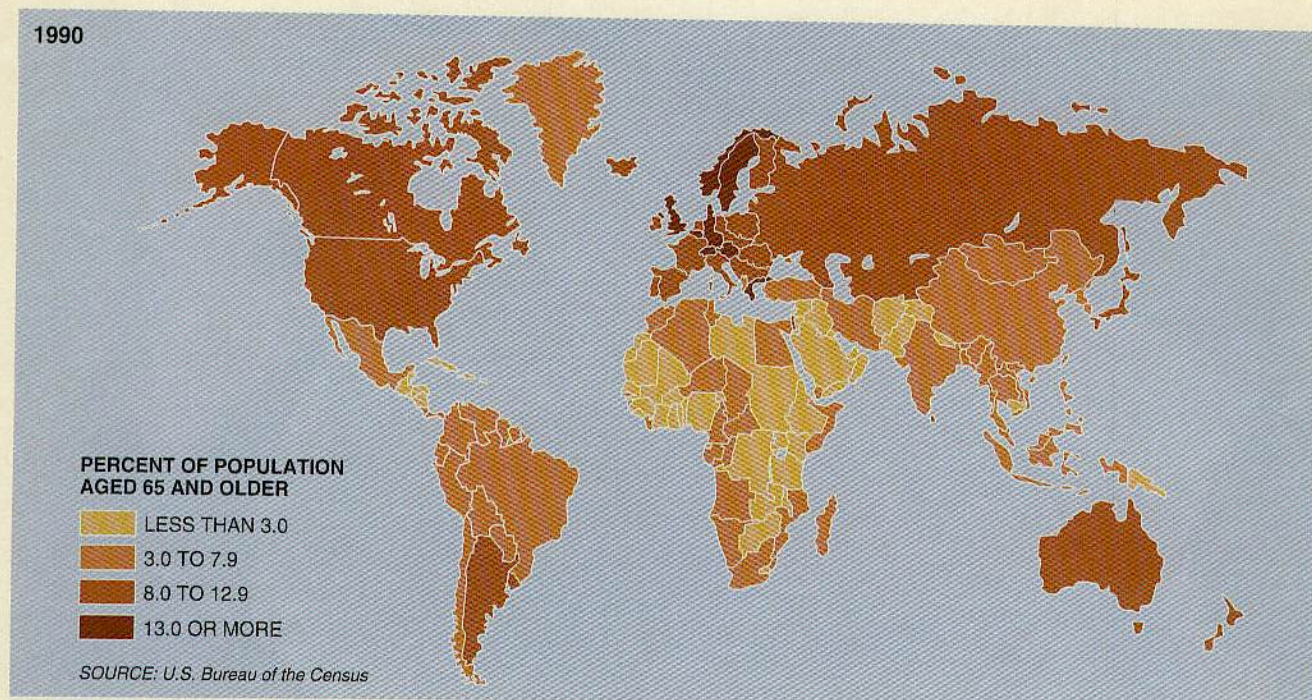 1990
PERCENT OF POPULATION
AGED 65 AND OLDER
LESS THAN 3.0
3.0 TO 7.9
8.0 TO 12.9
13.0 OR MORE
SOURCE: U.S. Bureau of the Census